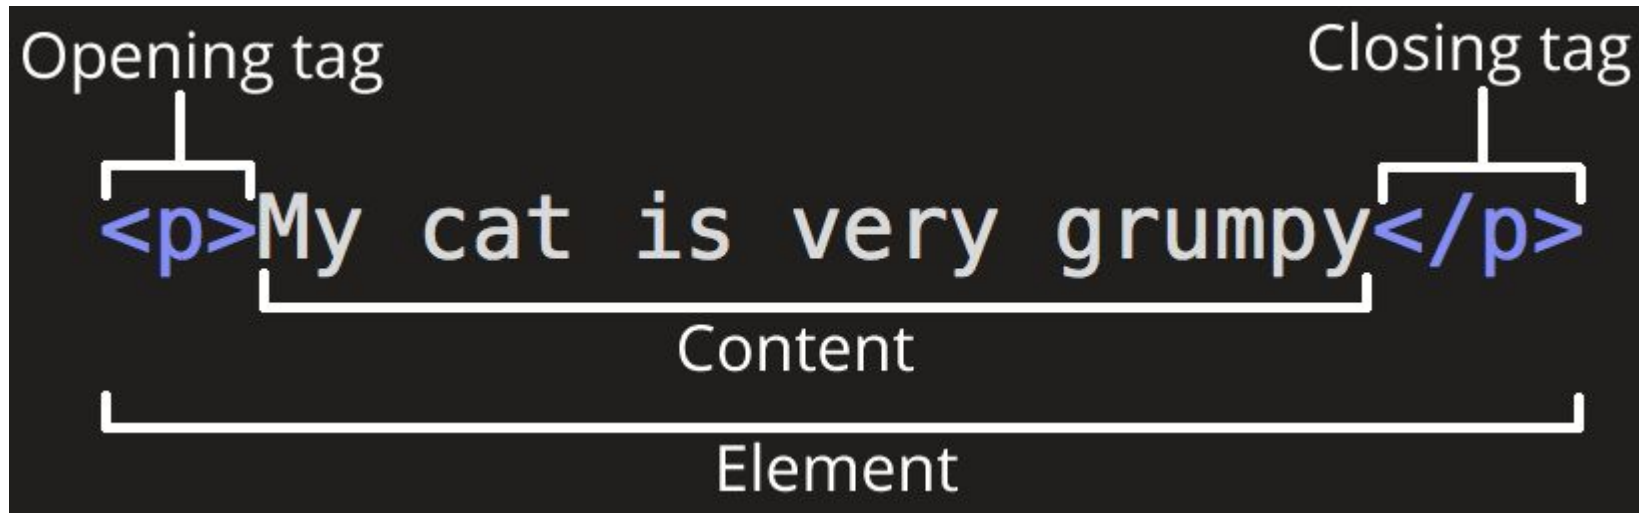 Opening tag
Closing tag
<p>My cat is very grumpy</p>
Content
Element